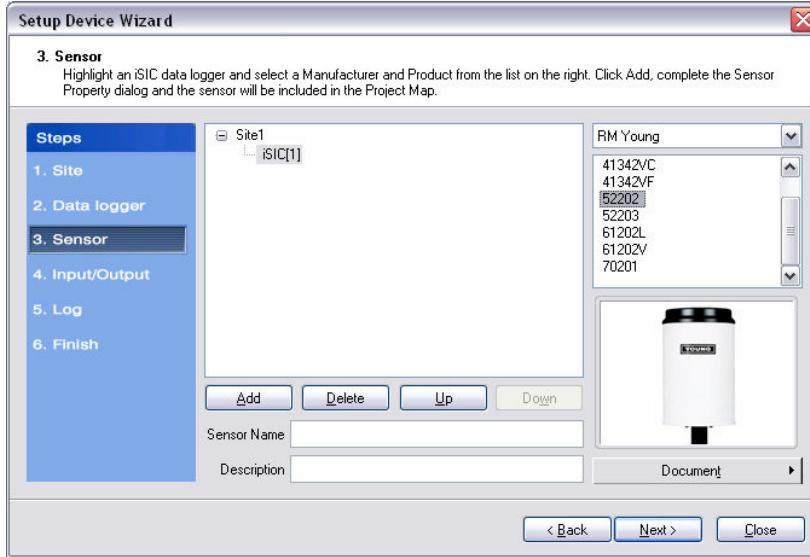 Setup Device Wizard
3. Sensor
Highlight an iSIC data logger and select a Manufacturer and Product from the list on the right. Click Add, complete the Sensor
Property dialog and the sensor will be included in the Project Map.
Steps
1. Site
2. Data logger
3. Sensor
4. Input/Output
5. Log
6. Finish
Site1
iSIC[1]
Add
Delete
Up
Down
Sensor Name
Description
RM Young
41342VC
41342VF
52202
52203
61202L
61202V
70201
YOUNG
Document
< Back
Next >
Close